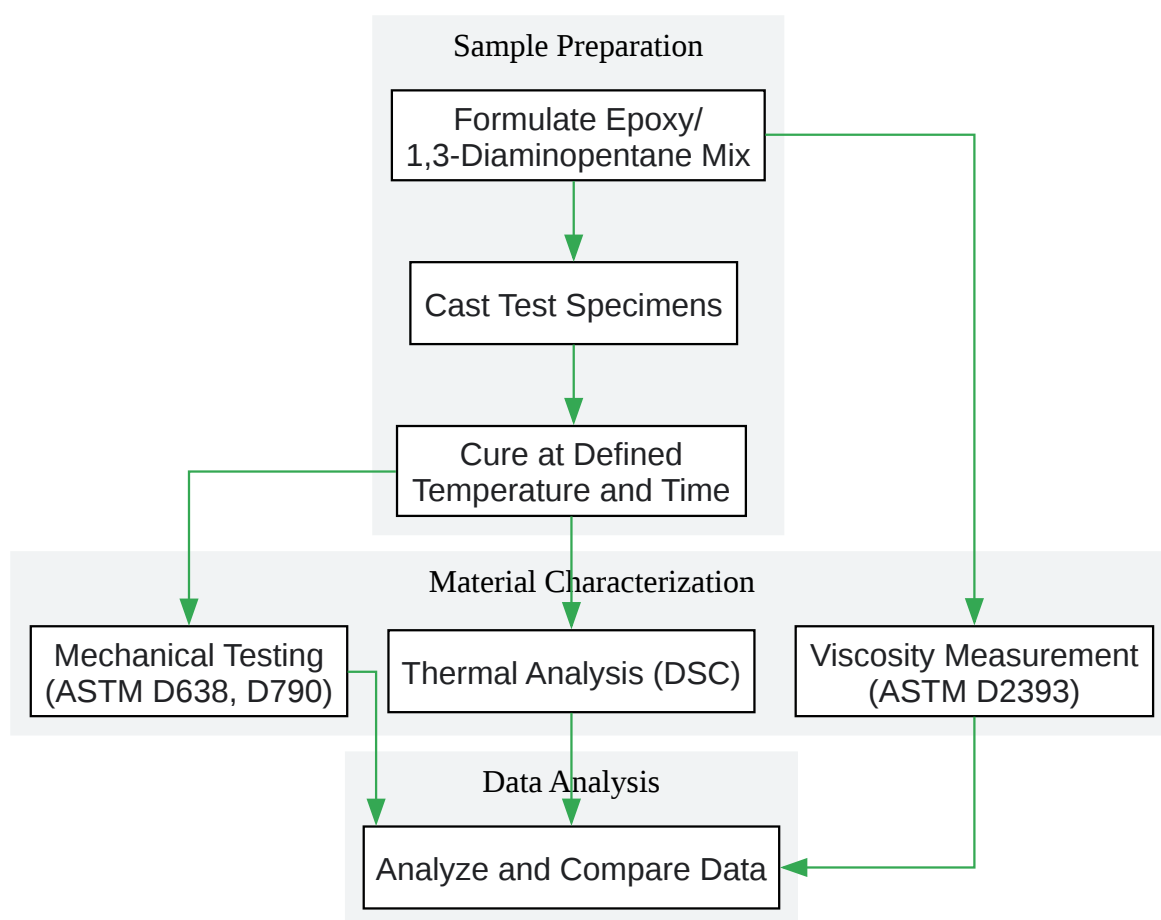 Sample Preparation
Formulate Epoxy/
1,3-Diaminopentane Mix
Cast Test Specimens
Cure at Defined
Temperature and Time
Material Characterization
Mechanical Testing
(ASTM D638, D790)
Thermal Analysis (DSC)
Viscosity Measurement
(ASTM D2393)
Data Analysis
Analyze and Compare Data